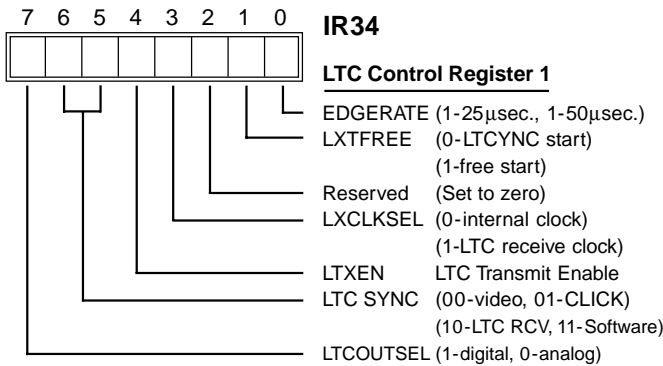 7 6 5 4 3 2 1 0
IR34
LTC Control Register 1
EDGERATE (1-25µsec., 1-50µsec.)
LXTFREE (0-LTCYNC start)
(1-free start)
Reserved (Set to zero)
LXCLKSEL (0-internal clock)
(1-LTC receive clock)
LTXEN LTC Transmit Enable
LTC SYNC (00-video, 01-CLICK)
(10-LTC RCV, 11-Software)
LTCOUTSEL (1-digital, 0-analog)